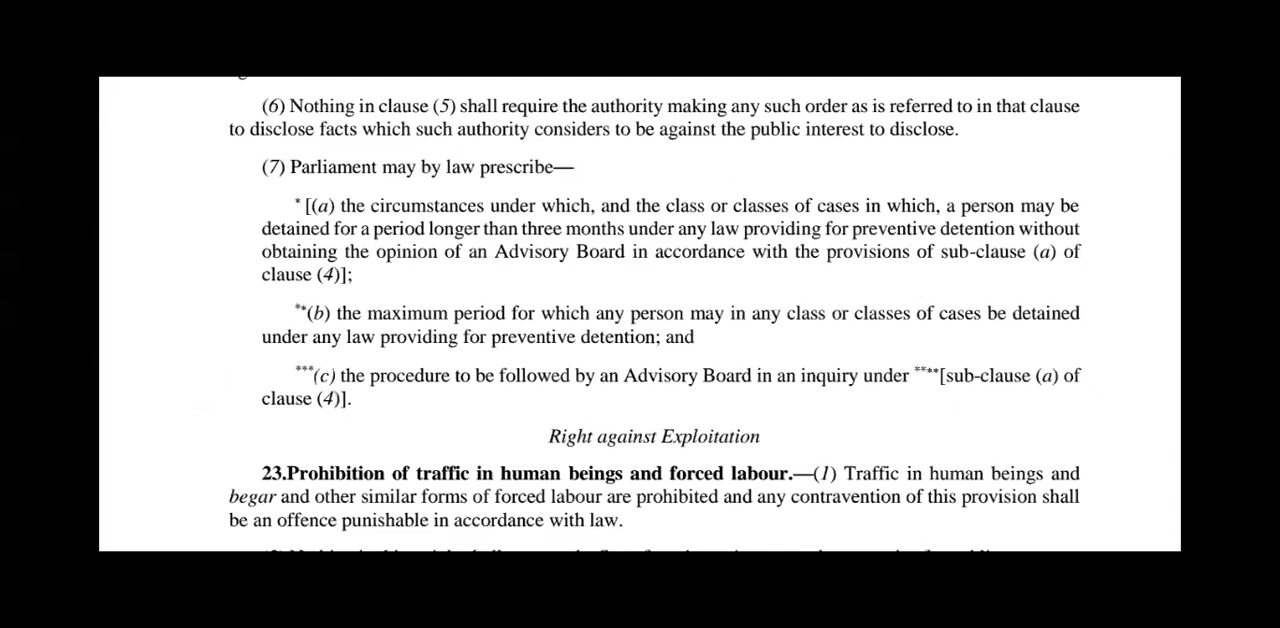 (6) Nothing in clause (5) shall require the authority making any such order as is referred to in that clause
to disclose facts which such authority considers to be against the public interest to disclose.
(7) Parliament may by law prescribe—
* [(a) the circumstances under which, and the class or classes of cases in which, a person may be
detained for a period longer than three months under any law providing for preventive detention without
obtaining the opinion of an Advisory Board in accordance with the provisions of sub-clause (a) of
clause (4)];
**(b) the maximum period for which any person may in any class or classes of cases be detained
under any law providing for preventive detention; and
***(c) the procedure to be followed by an Advisory Board in an inquiry under ****[sub-clause (a) of
clause (4)].
Right against Exploitation
23.Prohibition of traffic in human beings and forced labour.—(1) Traffic in human beings and
begar and other similar forms of forced labour are prohibited and any contravention of this provision shall
be an offence punishable in accordance with law.